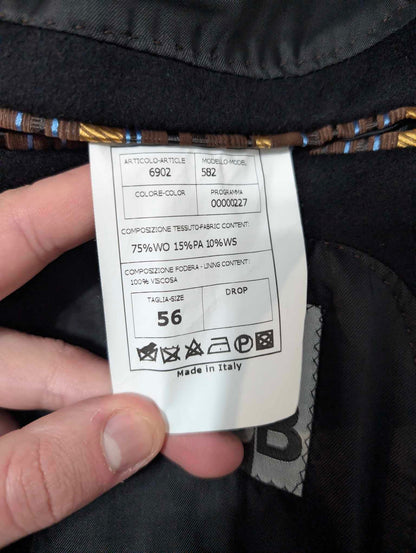 ARTICOLO-ARTICLE MODELLO-MODEL
6902 582
COLORE-COLOR PROGRAMMA
00000227
COMPOSIZIONE TESSUTO-FABRIC CONTENT:
75%WO 15%PA 10%WS
COMPOSIZIONE FODERA - LINING CONTENT:
100% VISCOSA
TAGLIA-SIZE DROP
56
Made in Italy
B